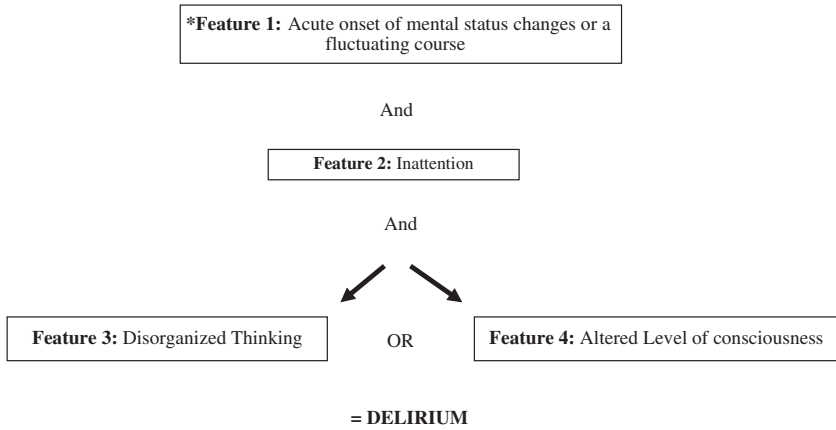 *Feature 1: Acute onset of mental status changes or a
fluctuating course
And
Feature 2: Inattention
And
Feature 3: Disorganized Thinking
OR
Feature 4: Altered Level of consciousness
= DELIRIUM